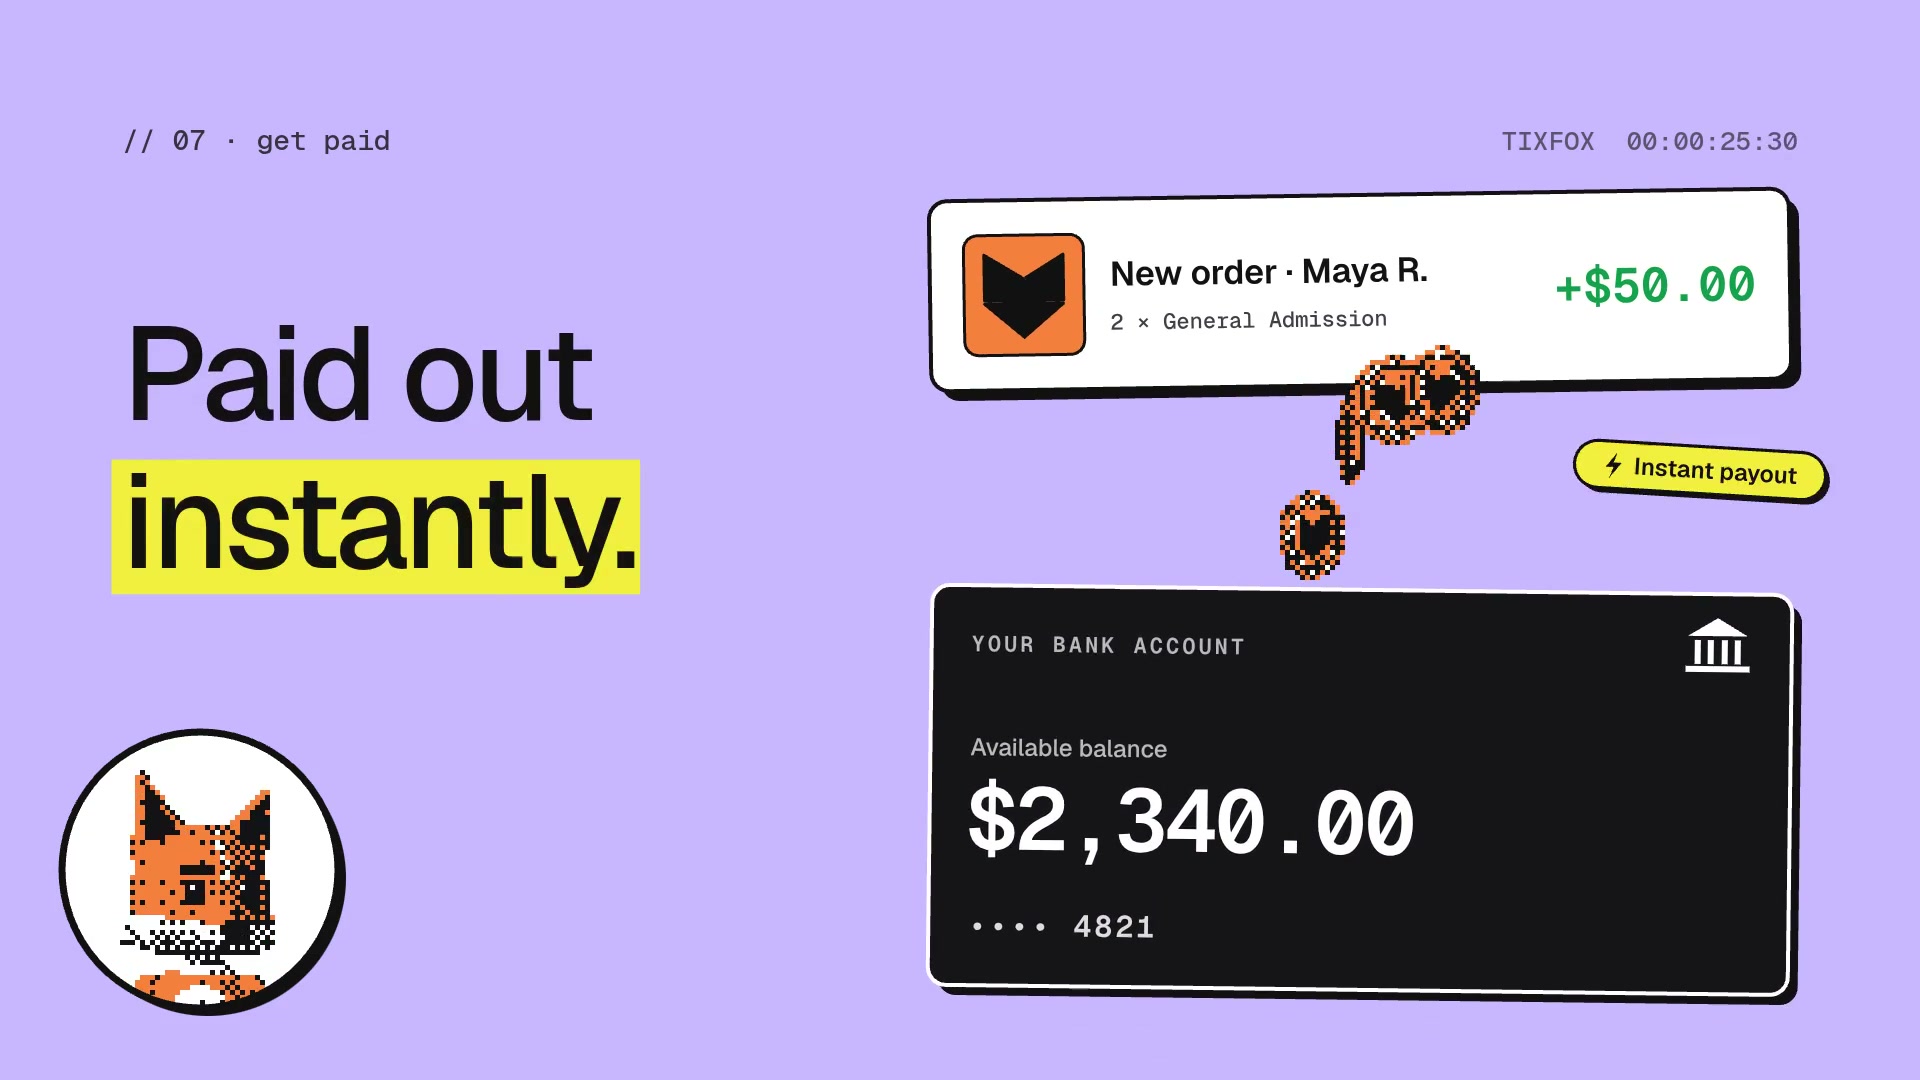 // 07 · get paid
TIXFOX 00:00:25:30
Paid out
instantly.
New order · Maya R.
2 × General Admission
+$50.00
Instant payout
YOUR BANK ACCOUNT
Available balance
$2,340.00
•••• 4821